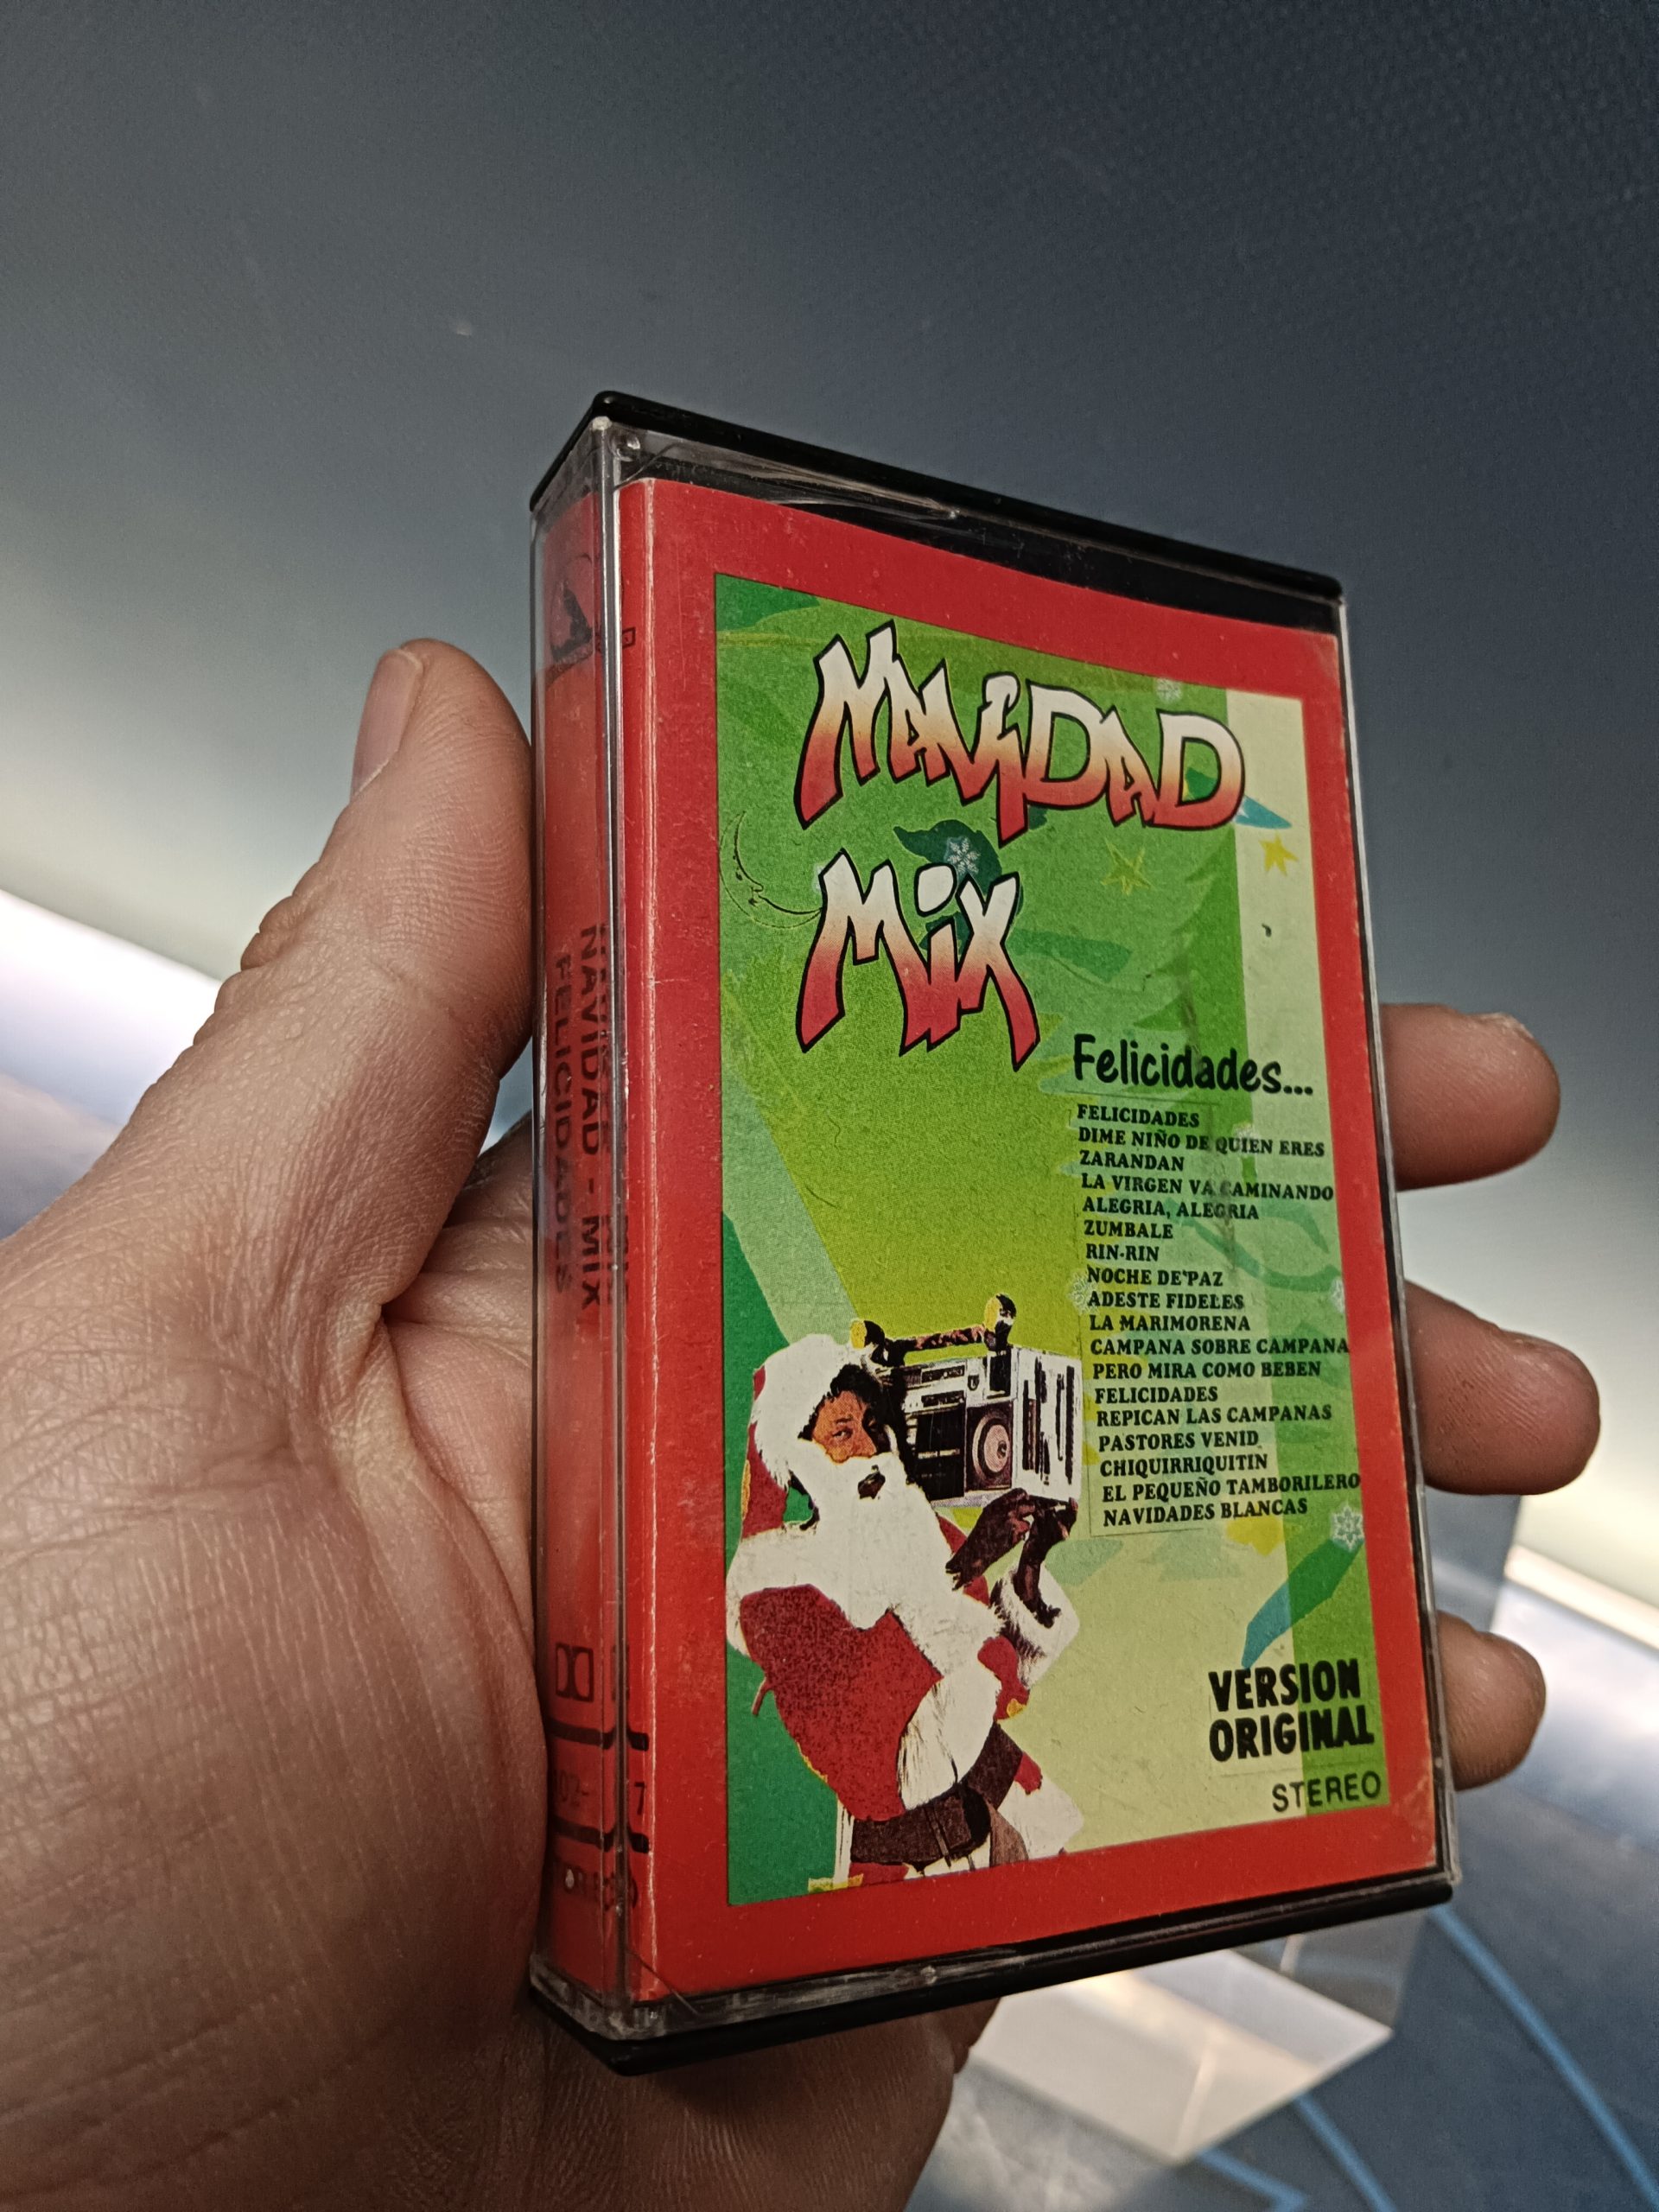 NAVIDAD
MIX
Felicidades...
FELICIDADES
DIME NIÑO DE QUIEN ERES
ZARANDAN
LA VIRGEN VA CAMINANDO
ALEGRIA, ALEGRIA
ZUMBALE
RIN-RIN
NOCHE DE PAZ
ADESTE FIDELES
LA MARIMORENA
CAMPANA SOBRE CAMPANA
PERO MIRA COMO BEBEN
FELICIDADES
REPICAN LAS CAMPANAS
PASTORES VENID
CHIQUIRRIQUITIN
EL PEQUEÑO TAMBORILERO
NAVIDADES BLANCAS
VERSION
ORIGINAL
STEREO
NAVIDAD - MIX
FELICIDADES